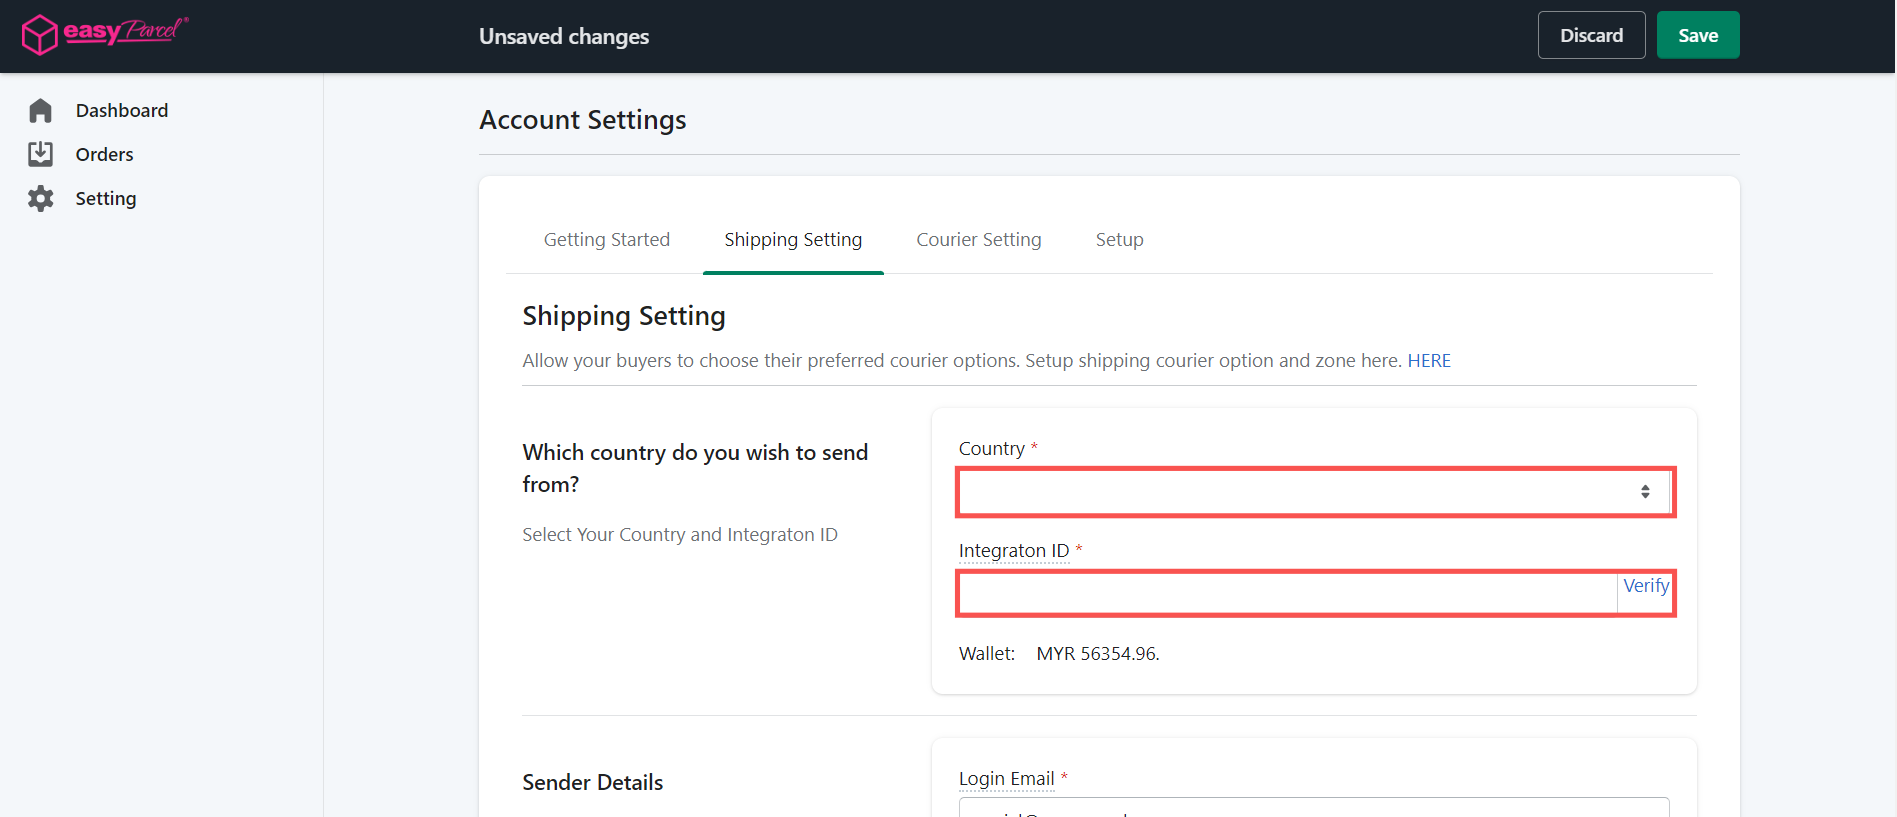 easyParcel®
Unsaved changes
Discard
Save
Dashboard
Orders
Setting
Account Settings
Getting Started
Shipping Setting
Courier Setting
Setup
Shipping Setting
Allow your buyers to choose their preferred courier options. Setup shipping courier option and zone here. HERE
Which country do you wish to send
from?
Select Your Country and Integraton ID
Country *
Integraton ID *
Verify
Wallet: MYR 56354.96.
Sender Details
Login Email *